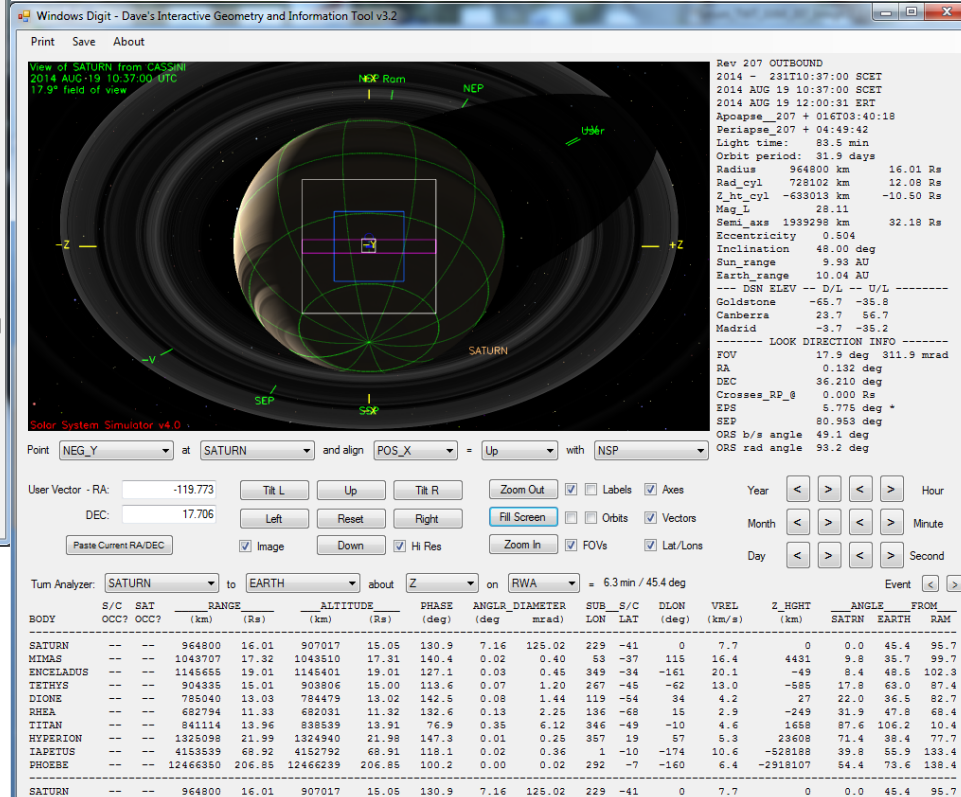 Windows Digit - Dave's Interactive Geometry and Information Tool v3.2
Print Save About
View of SATURN from CASSINI
2014 AUG-19 10:37:00 UTC
17.9° field of view
Ram
NEP
-Z
-Y
+Z
SATURN
-V
SEP
Solar System Simulator v4.0
Rev 207 OUTBOUND
2014 - 231T10:37:00 SCET
2014 AUG 19 10:37:00 SCET
2014 AUG 19 12:00:31 ERT
Apoapse__207 + 016T03:40:18
Periapse_207 + 04:49:42
Light time: 83.5 min
Orbit period: 31.9 days
Radius 964800 km 16.01 Rs
Rad_cyl 728102 km 12.08 Rs
Z_ht_cyl -633013 km -10.50 Rs
Mag_L 28.11
Semi_axs 1939298 km 32.18 Rs
Eccentricity 0.504
Inclination 48.00 deg
Sun_range 9.93 AU
Earth_range 10.04 AU
--- DSN ELEV -- D/L -- U/L --------
Goldstone -65.7 -35.8
Canberra 23.7 56.7
Madrid -3.7 -35.2
------- LOOK DIRECTION INFO -------
FOV 17.9 deg 311.9 mrad
RA 0.132 deg
DEC 36.210 deg
Crosses_RP_@ 0.000 Rs
EPS 5.775 deg *
SEP 80.953 deg
ORS b/s angle 49.1 deg
ORS rad angle 93.2 deg
Point NEG_Y at SATURN and align POS_X = Up with NSP
User Vector - RA: -119.773 Tilt L Up Tilt R Zoom Out Labels Axes Year < > < > Hour
DEC: 17.706 Left Reset Right Fill Screen Orbits Vectors Month < > < > Minute
Paste Current RA/DEC Image Down Hi Res Zoom In FOVs Lat/Lons Day < > < > Second
Turn Analyzer: SATURN to EARTH about Z on RWA = 6.3 min / 45.4 deg Event < >
S/C SAT ____RANGE____ ___ALTITUDE___ PHASE ANGLR_DIAMETER SUB__S/C DLON VREL Z_HGHT ___ANGLE__FROM___
BODY OCC? OCC? (km) (Rs) (km) (Rs) (deg) (deg mrad) LON LAT (deg) (km/s) (km) SATRN EARTH RAM
SATURN -- -- 964800 16.01 907017 15.05 130.9 7.16 125.02 229 -41 0 7.7 0 0.0 45.4 95.7
MIMAS -- -- 1043707 17.32 1043510 17.31 140.4 0.02 0.40 53 -37 115 16.4 4431 9.8 35.7 99.7
ENCELADUS -- -- 1145655 19.01 1145401 19.01 127.1 0.03 0.45 349 -34 -161 20.1 -49 8.4 48.5 102.3
TETHYS -- -- 904335 15.01 903806 15.00 113.6 0.07 1.20 267 -45 -62 13.0 -585 17.8 63.0 87.4
DIONE -- -- 785040 13.03 784479 13.02 142.5 0.08 1.44 119 -54 34 4.2 27 22.0 36.5 82.7
RHEA -- -- 682794 11.33 682031 11.32 132.6 0.13 2.25 136 -68 15 2.9 -249 31.9 47.8 68.4
TITAN -- -- 841114 13.96 838539 13.91 76.9 0.35 6.12 346 -49 -10 4.6 1658 87.6 106.2 10.4
HYPERION -- -- 1325098 21.99 1324940 21.98 147.3 0.01 0.25 357 19 57 5.3 23608 71.4 38.4 77.7
IAPETUS -- -- 4153539 68.92 4152792 68.91 118.1 0.02 0.36 1 -10 -174 10.6 -528188 39.8 55.9 133.4
PHOEBE -- -- 12466350 206.85 12466239 206.85 100.2 0.00 0.02 292 -7 -160 6.4 -2918107 54.4 73.6 138.4
SATURN -- -- 964800 16.01 907017 15.05 130.9 7.16 125.02 229 -41 0 7.7 0 0.0 45.4 95.7